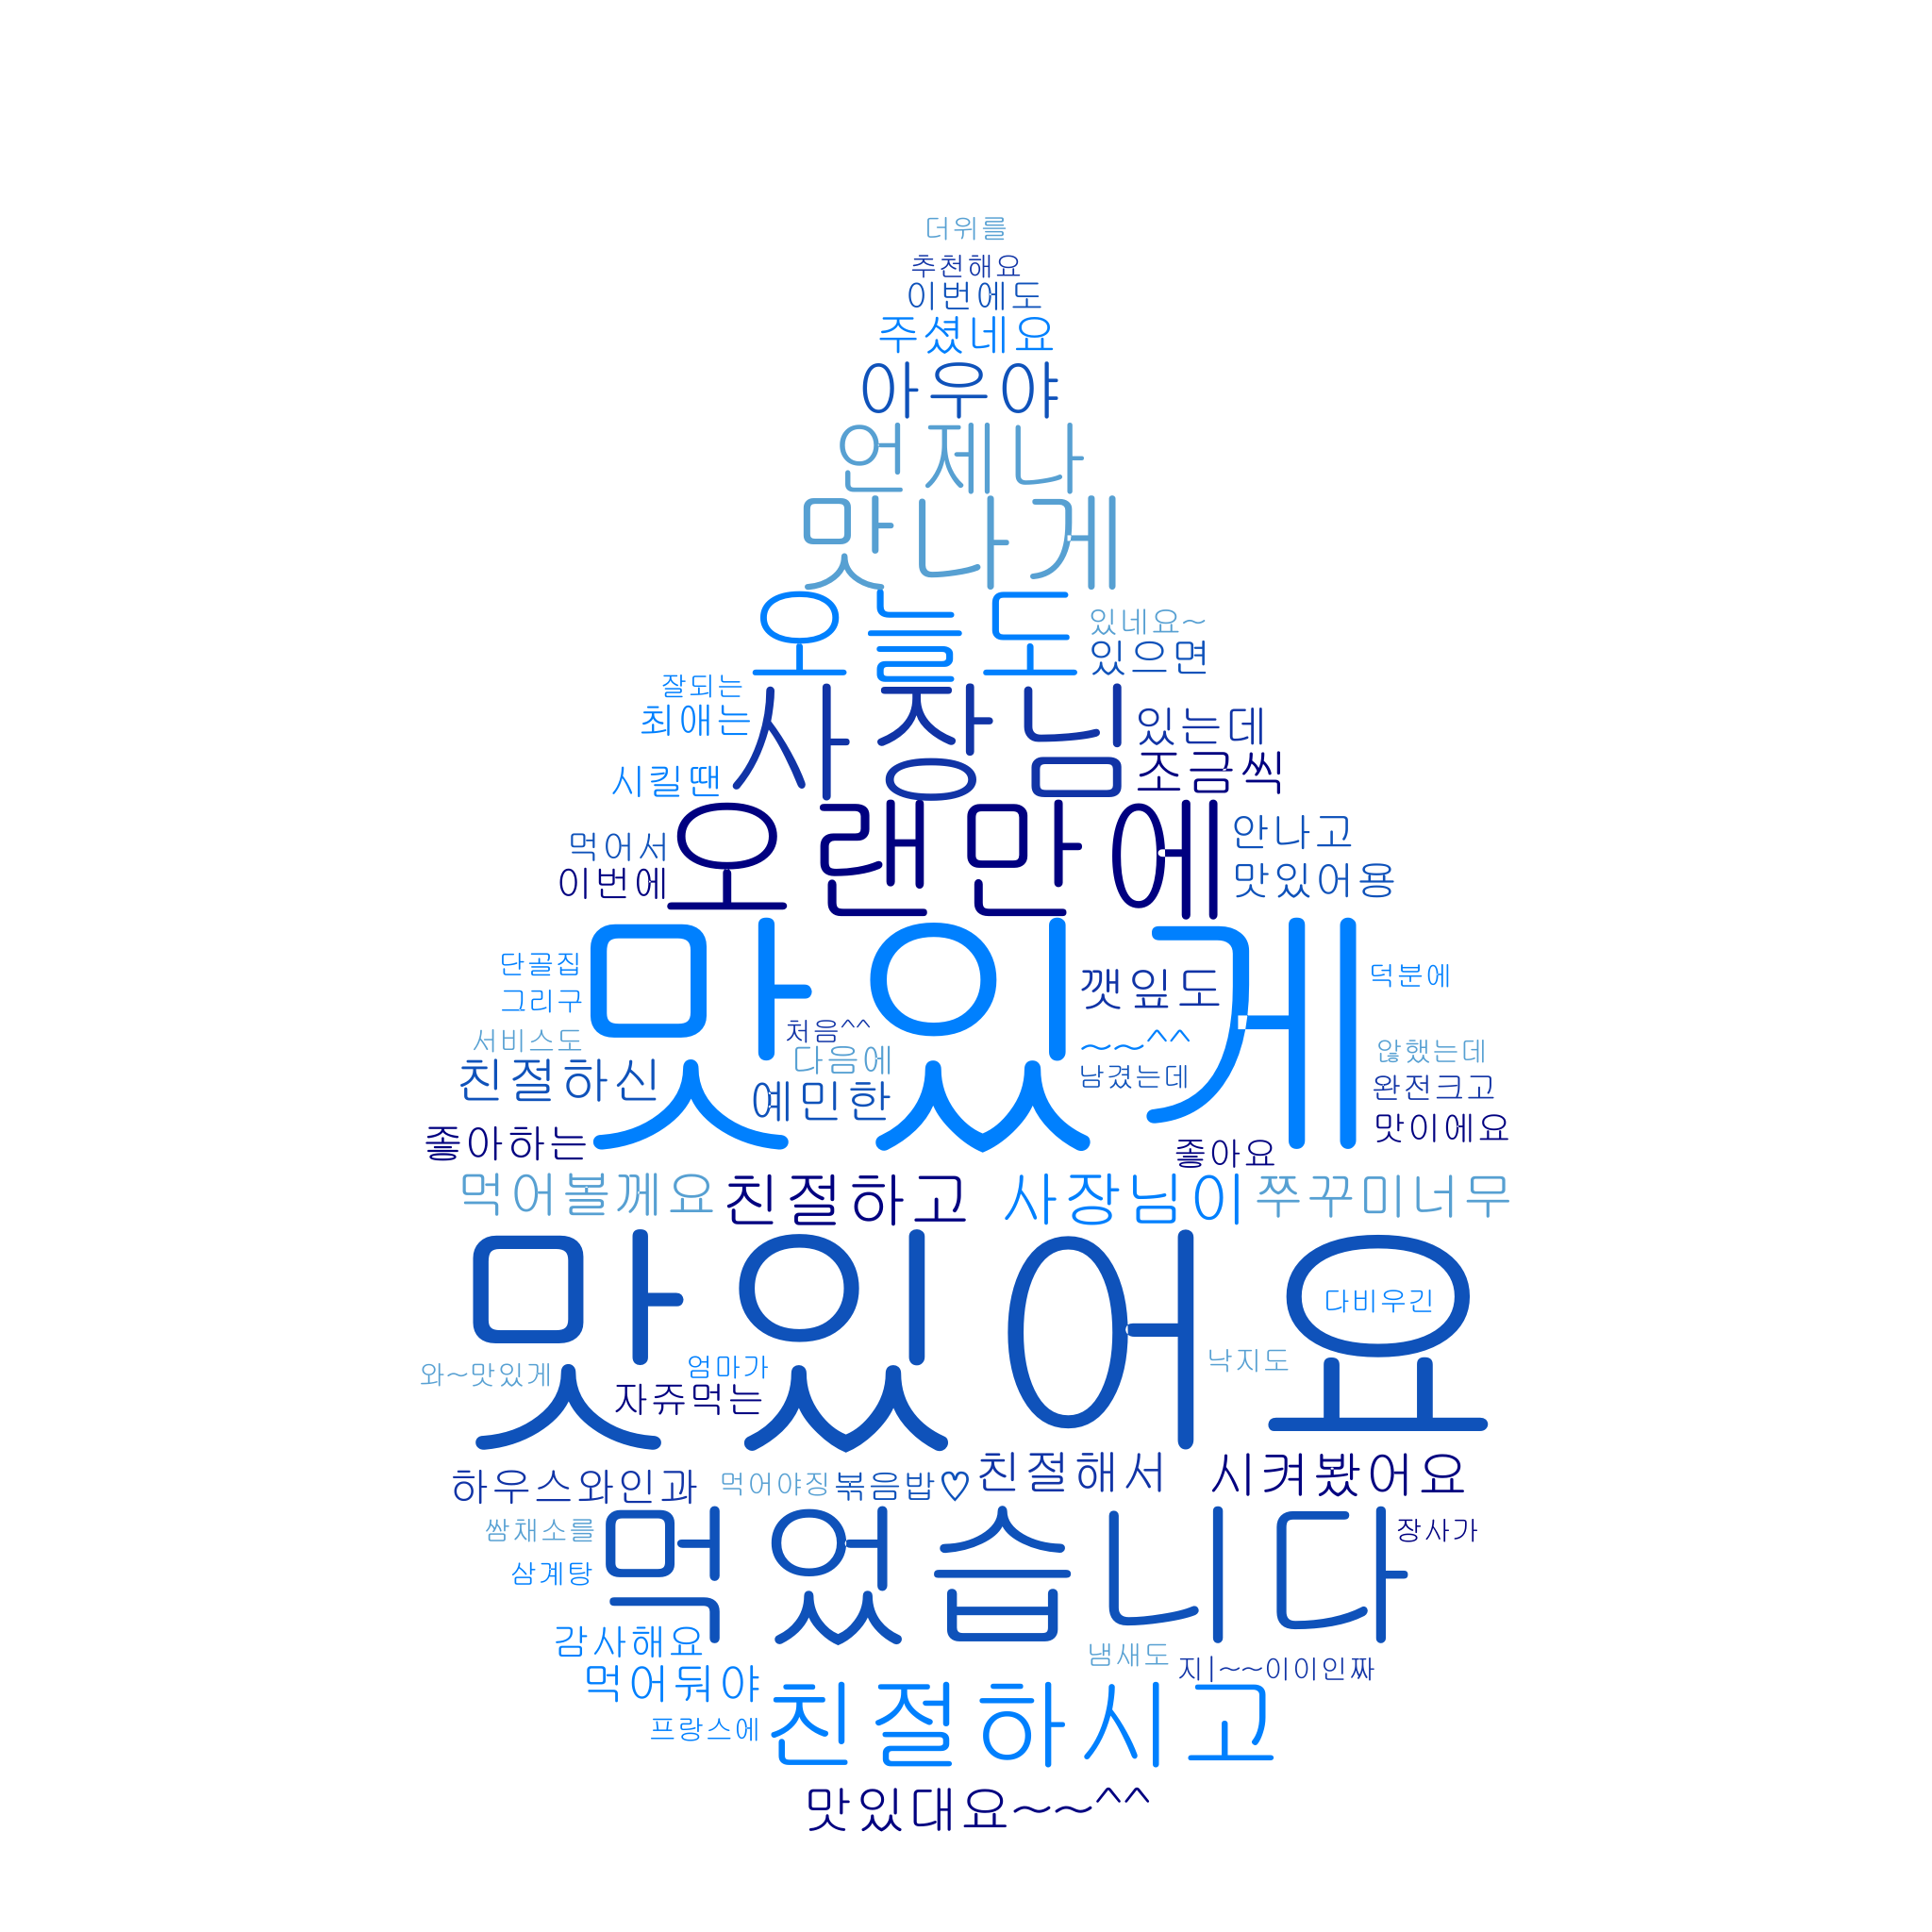 더위를
추천해요
이번에도
주셨네요
아우야
언제나
맛나게
오늘도
있네요~
있으면
잘되는
최애는
사장님
있는데
조금씩
시킬땐
오랜만에
먹어서
이번에
안나고
맛있어용
맛있게
단골집
그리구
서비스도
친절하신
좋아하는
처음^^
다음에
예민한
깻잎도
~~^^
남겼는데
덕분에
않했는데
완전크고
맛이에요
좋아요
먹어볼께요
친절하고
사장님이
쭈꾸미너무
맛있어요
다비우긴
와~맛있게
엄마가
자주먹는
낙지도
하우스와인과
먹어야징
볶음밥♡
친절해서
시켜봤어요
쌈채소를
삼계탕
먹었습니다
장사가
감사해요
먹어둬야
프랑스에
냄새도
지ㅣ~~이이인짜
친절하시고
맛있대요~~^^